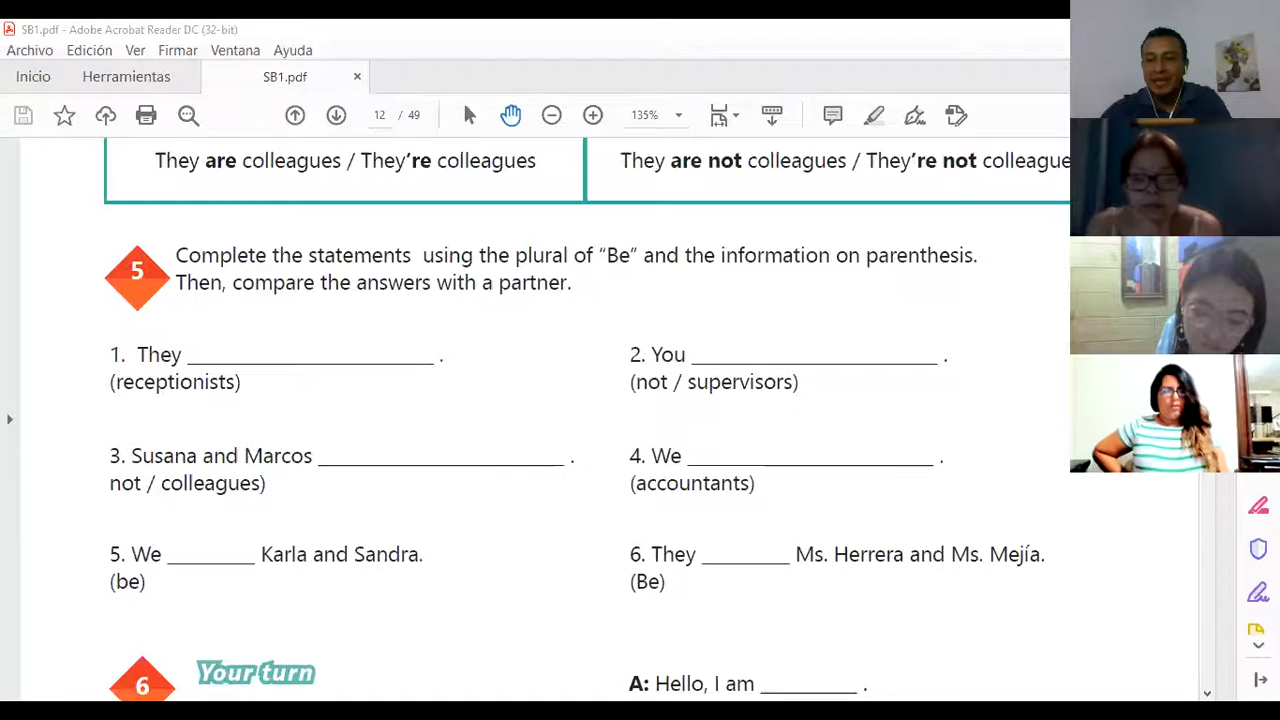 SB1.pdf - Adobe Acrobat Reader DC (32-bit)
Archivo Edición Ver Firmar Ventana Ayuda
Inicio Herramientas SB1.pdf ×
12 / 49 135%
They are colleagues / They're colleagues
They are not colleagues / They're not colleague
5
Complete the statements using the plural of “Be” and the information on parenthesis.
Then, compare the answers with a partner.
1. They ______________________ .
(receptionists)
2. You ______________________ .
(not / supervisors)
3. Susana and Marcos ______________________ .
not / colleagues)
4. We ______________________ .
(accountants)
5. We ________ Karla and Sandra.
(be)
6. They ________ Ms. Herrera and Ms. Mejía.
(Be)
6
Your turn
A: Hello, I am _________ .